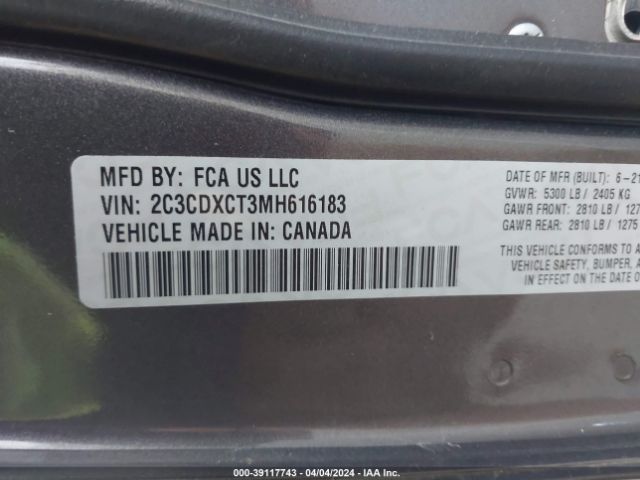 MFD BY: FCA US LLC
VIN: 2C3CDXCT3MH616183
VEHICLE MADE IN: CANADA
DATE OF MFR (BUILT): 6-21
GVWR: 5300 LB / 2405 KG
GAWR FRONT: 2810 LB / 127
GAWR REAR: 2810 LB / 1275
THIS VEHICLE CONFORMS TO A
VEHICLE SAFETY, BUMPER, A
IN EFFECT ON THE DATE O
000-39117743 / 04/04/2024 - IAA Inc.